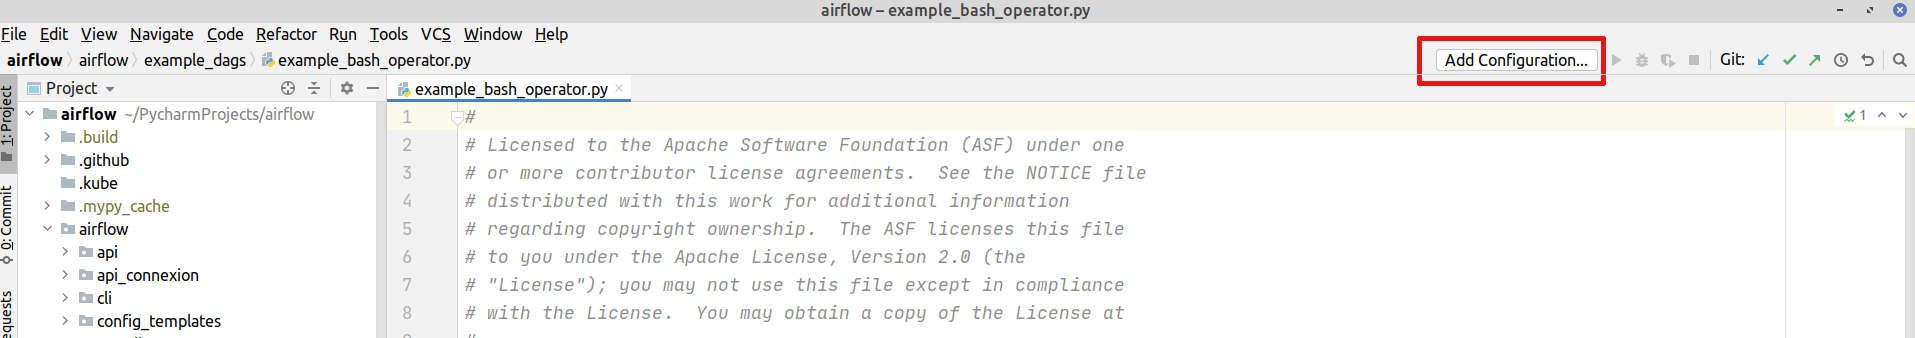 airflow – example_bash_operator.py
File Edit View Navigate Code Refactor Run Tools VCS Window Help
airflow airflow example_dags example_bash_operator.py Add Configuration... Git:
1: Project
0: Commit
Project
airflow ~/PycharmProjects/airflow
.build
.github
.kube
.mypy_cache
airflow
api
api_connexion
cli
config_templates
example_bash_operator.py
1 #
2 # Licensed to the Apache Software Foundation (ASF) under one
3 # or more contributor license agreements.  See the NOTICE file
4 # distributed with this work for additional information
5 # regarding copyright ownership.  The ASF licenses this file
6 # to you under the Apache License, Version 2.0 (the
7 # "License"); you may not use this file except in compliance
8 # with the License.  You may obtain a copy of the License at
1